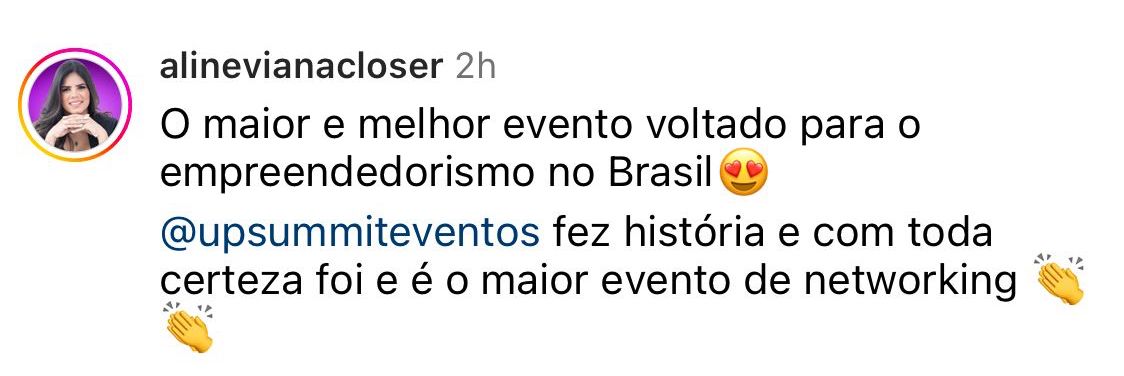 alinevianacloser 2h
O maior e melhor evento voltado para o
empreendedorismo no Brasil😍
@upsummiteventos fez história e com toda
certeza foi e é o maior evento de networking 👏
👏